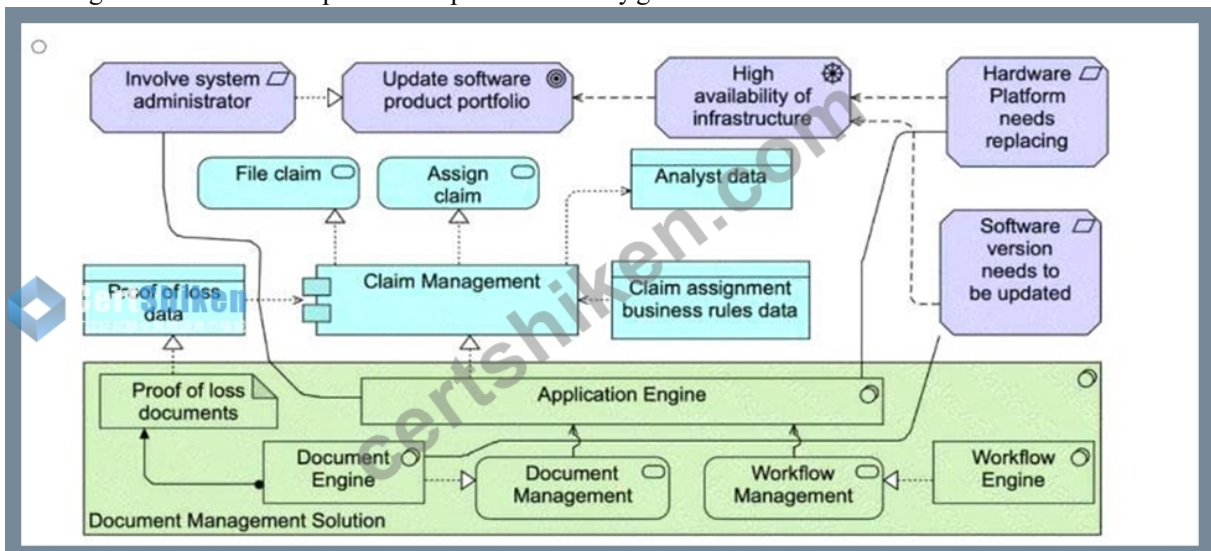 Involve system
administrator
Update software
product portfolio
High
availability of
infrastructure
Hardware
Platform
needs
replacing
File claim
Assign
claim
Analyst data
Software
version
needs to
be updated
Proof of loss
data
Claim Management
Claim assignment
business rules data
CertShiken
certshiken.com
Proof of loss
documents
Application Engine
Document
Engine
Document
Management
Workflow
Management
Workflow
Engine
Document Management Solution